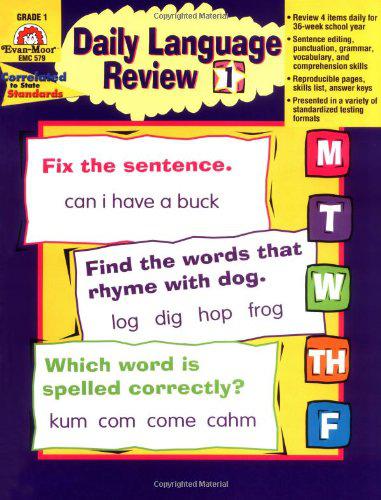 Copyrighted Material
GRADE 1
Evan-Moor
EMC 579
Correlated
to State
Standards
Daily Language
Review 1
• Review 4 items daily for
36-week school year
• Sentence editing,
punctuation, grammar,
vocabulary, and
comprehension skills
• Reproducible pages,
skills list, answer keys
• Presented in a variety of
standardized testing
formats
Fix the sentence.
can i have a buck
Find the words that
rhyme with dog.
log dig hop frog
Which word is
spelled correctly?
kum com come cahm
M
T
W
TH
F
Copyrighted Material